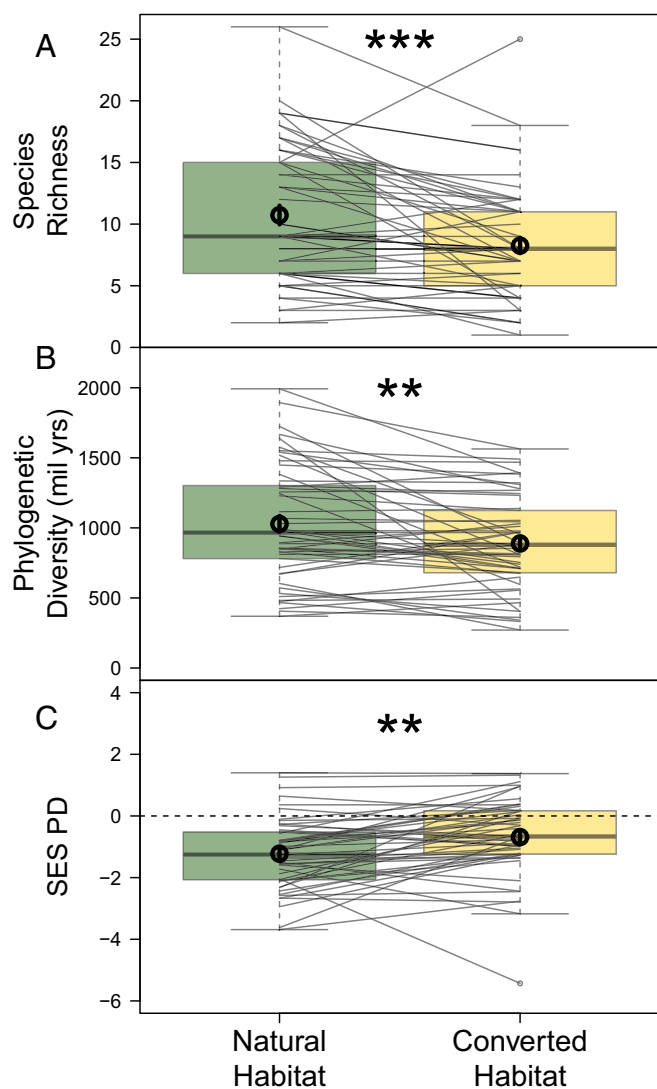 A
Species
Richness
25
20
15
10
5
0
***
B
Phylogenetic
Diversity (mil yrs)
2000
1500
1000
500
0
**
C
SES PD
4
2
0
−2
−4
−6
**
Natural
Habitat
Converted
Habitat